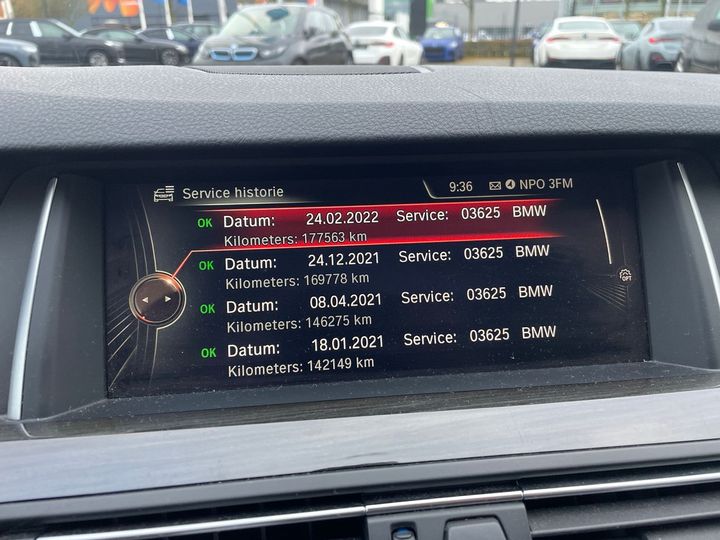 Service historie
9:36 4 NPO 3FM
OK Datum: 24.02.2022 Service: 03625 BMW
Kilometers: 177563 km
OK Datum: 24.12.2021 Service: 03625 BMW
Kilometers: 169778 km
OK Datum: 08.04.2021 Service: 03625 BMW
Kilometers: 146275 km
OK Datum: 18.01.2021 Service: 03625 BMW
Kilometers: 142149 km
OPT